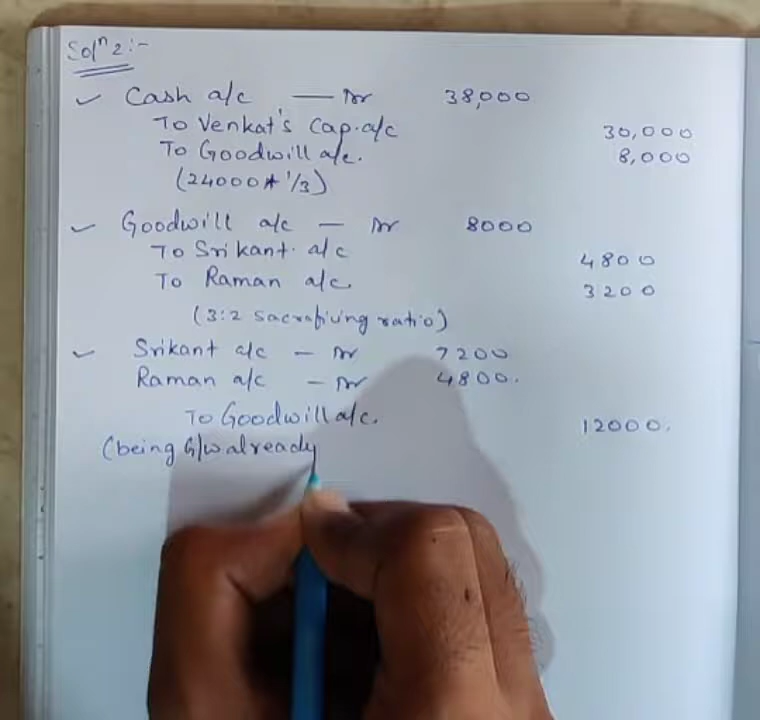 Solⁿ 2:-
Cash a/c — Dr 38,000
To Venkat's Cap. a/c 30,000
To Goodwill a/c. 8,000
(24000 * 1/3)
Goodwill a/c — Dr 8000
To Srikant. a/c 4800
To Raman a/c. 3200
(3:2 sacrafiving ratio)
Srikant a/c — Dr 7200
Raman a/c — Dr 4800.
To Goodwill a/c. 12000.
(being G/w already